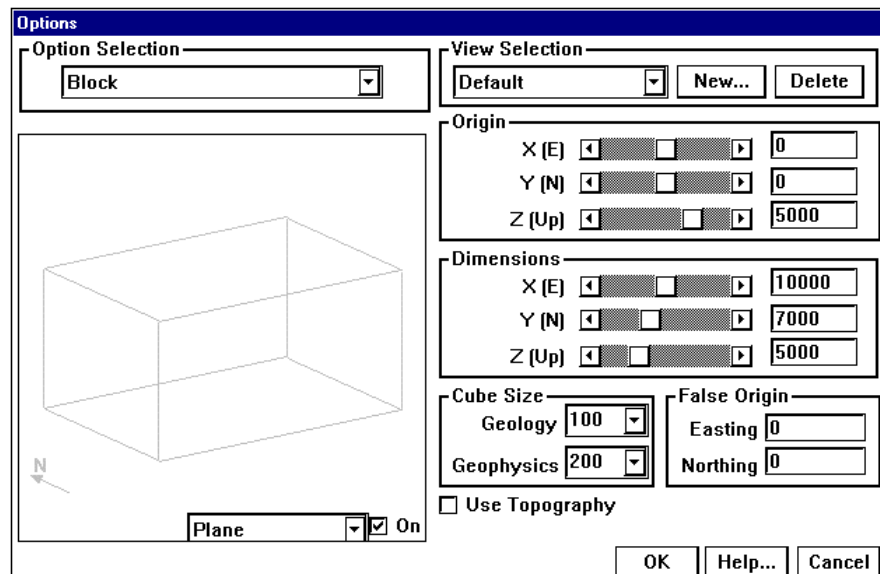 Options
Option Selection
Block
View Selection
Default
New...
Delete
Origin
X (E)
0
Y (N)
0
Z (Up)
5000
Dimensions
X (E)
10000
Y (N)
7000
Z (Up)
5000
Cube Size
Geology
100
Geophysics
200
False Origin
Easting
0
Northing
0
Use Topography
N
Plane
On
OK
Help...
Cancel